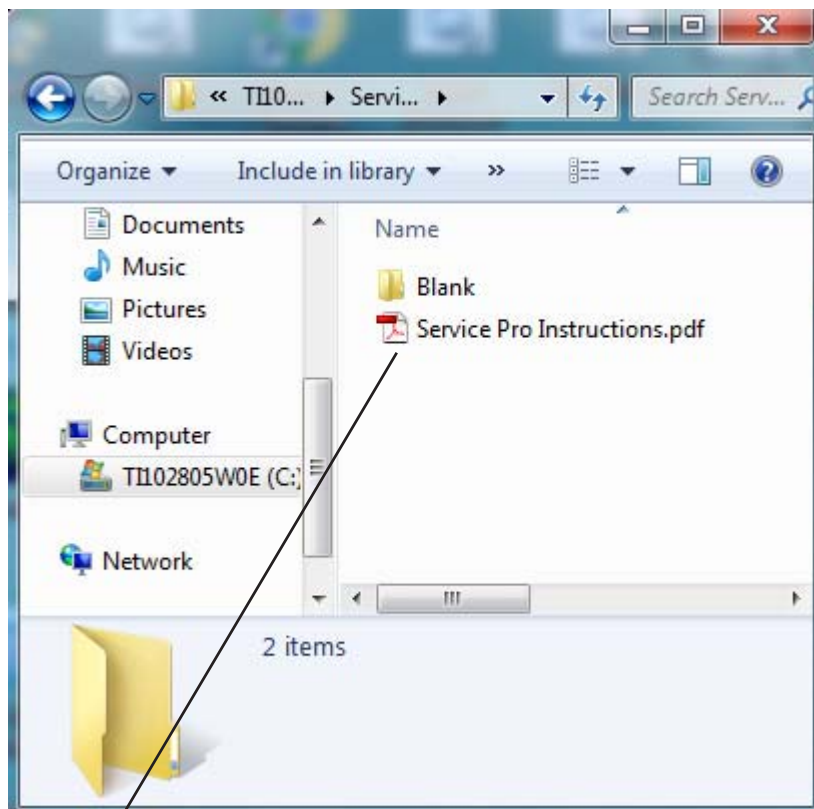 « TI10... ▸ Servi... ▸ Search Serv...
Organize Include in library »
Documents
Music
Pictures
Videos
Computer
TI102805W0E (C:)
Network
Name
Blank
Service Pro Instructions.pdf
2 items